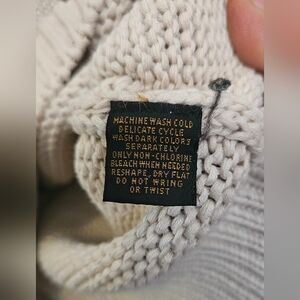 MACHINE WASH COLD
DELICATE CYCLE
WASH DARK COLORS
SEPARATELY
ONLY NON-CHLORINE
BLEACH WHEN NEEDED
RESHAPE, DRY FLAT
DO NOT WRING
OR TWIST